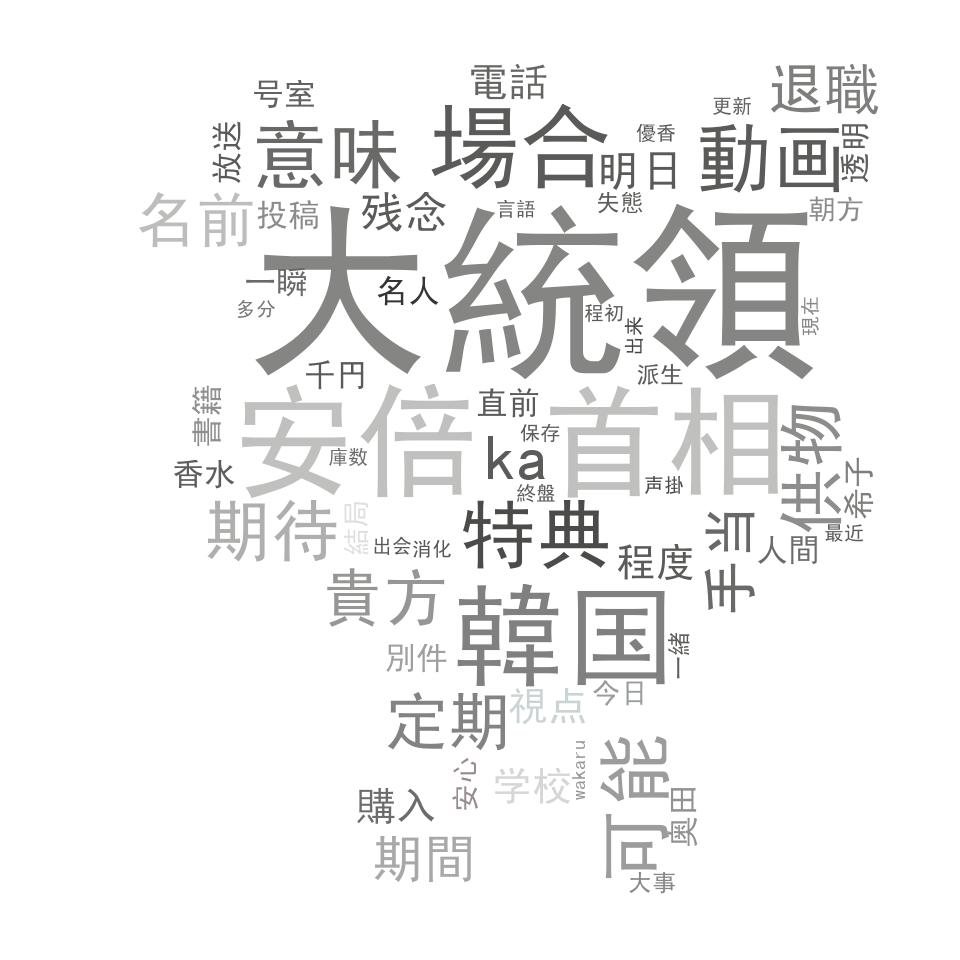 電話
退職
号室
更新
場合
意味
動画
優香
放送
透明
明日
名前
投稿
残念
言語
失態
朝方
大統領
一瞬
名人
多分
程初
出来
現在
千円
派生
安倍首相
直前
書籍
保存
供物
ka
庫数
香水
終盤
声掛
希子
期待
結局
特典
手当
最近
出会
消化
程度
人間
貴方
韓国
別件
一緒
今日
視点
定期
可能
学校
wakaru
安心
購入
奥田
期間
大事